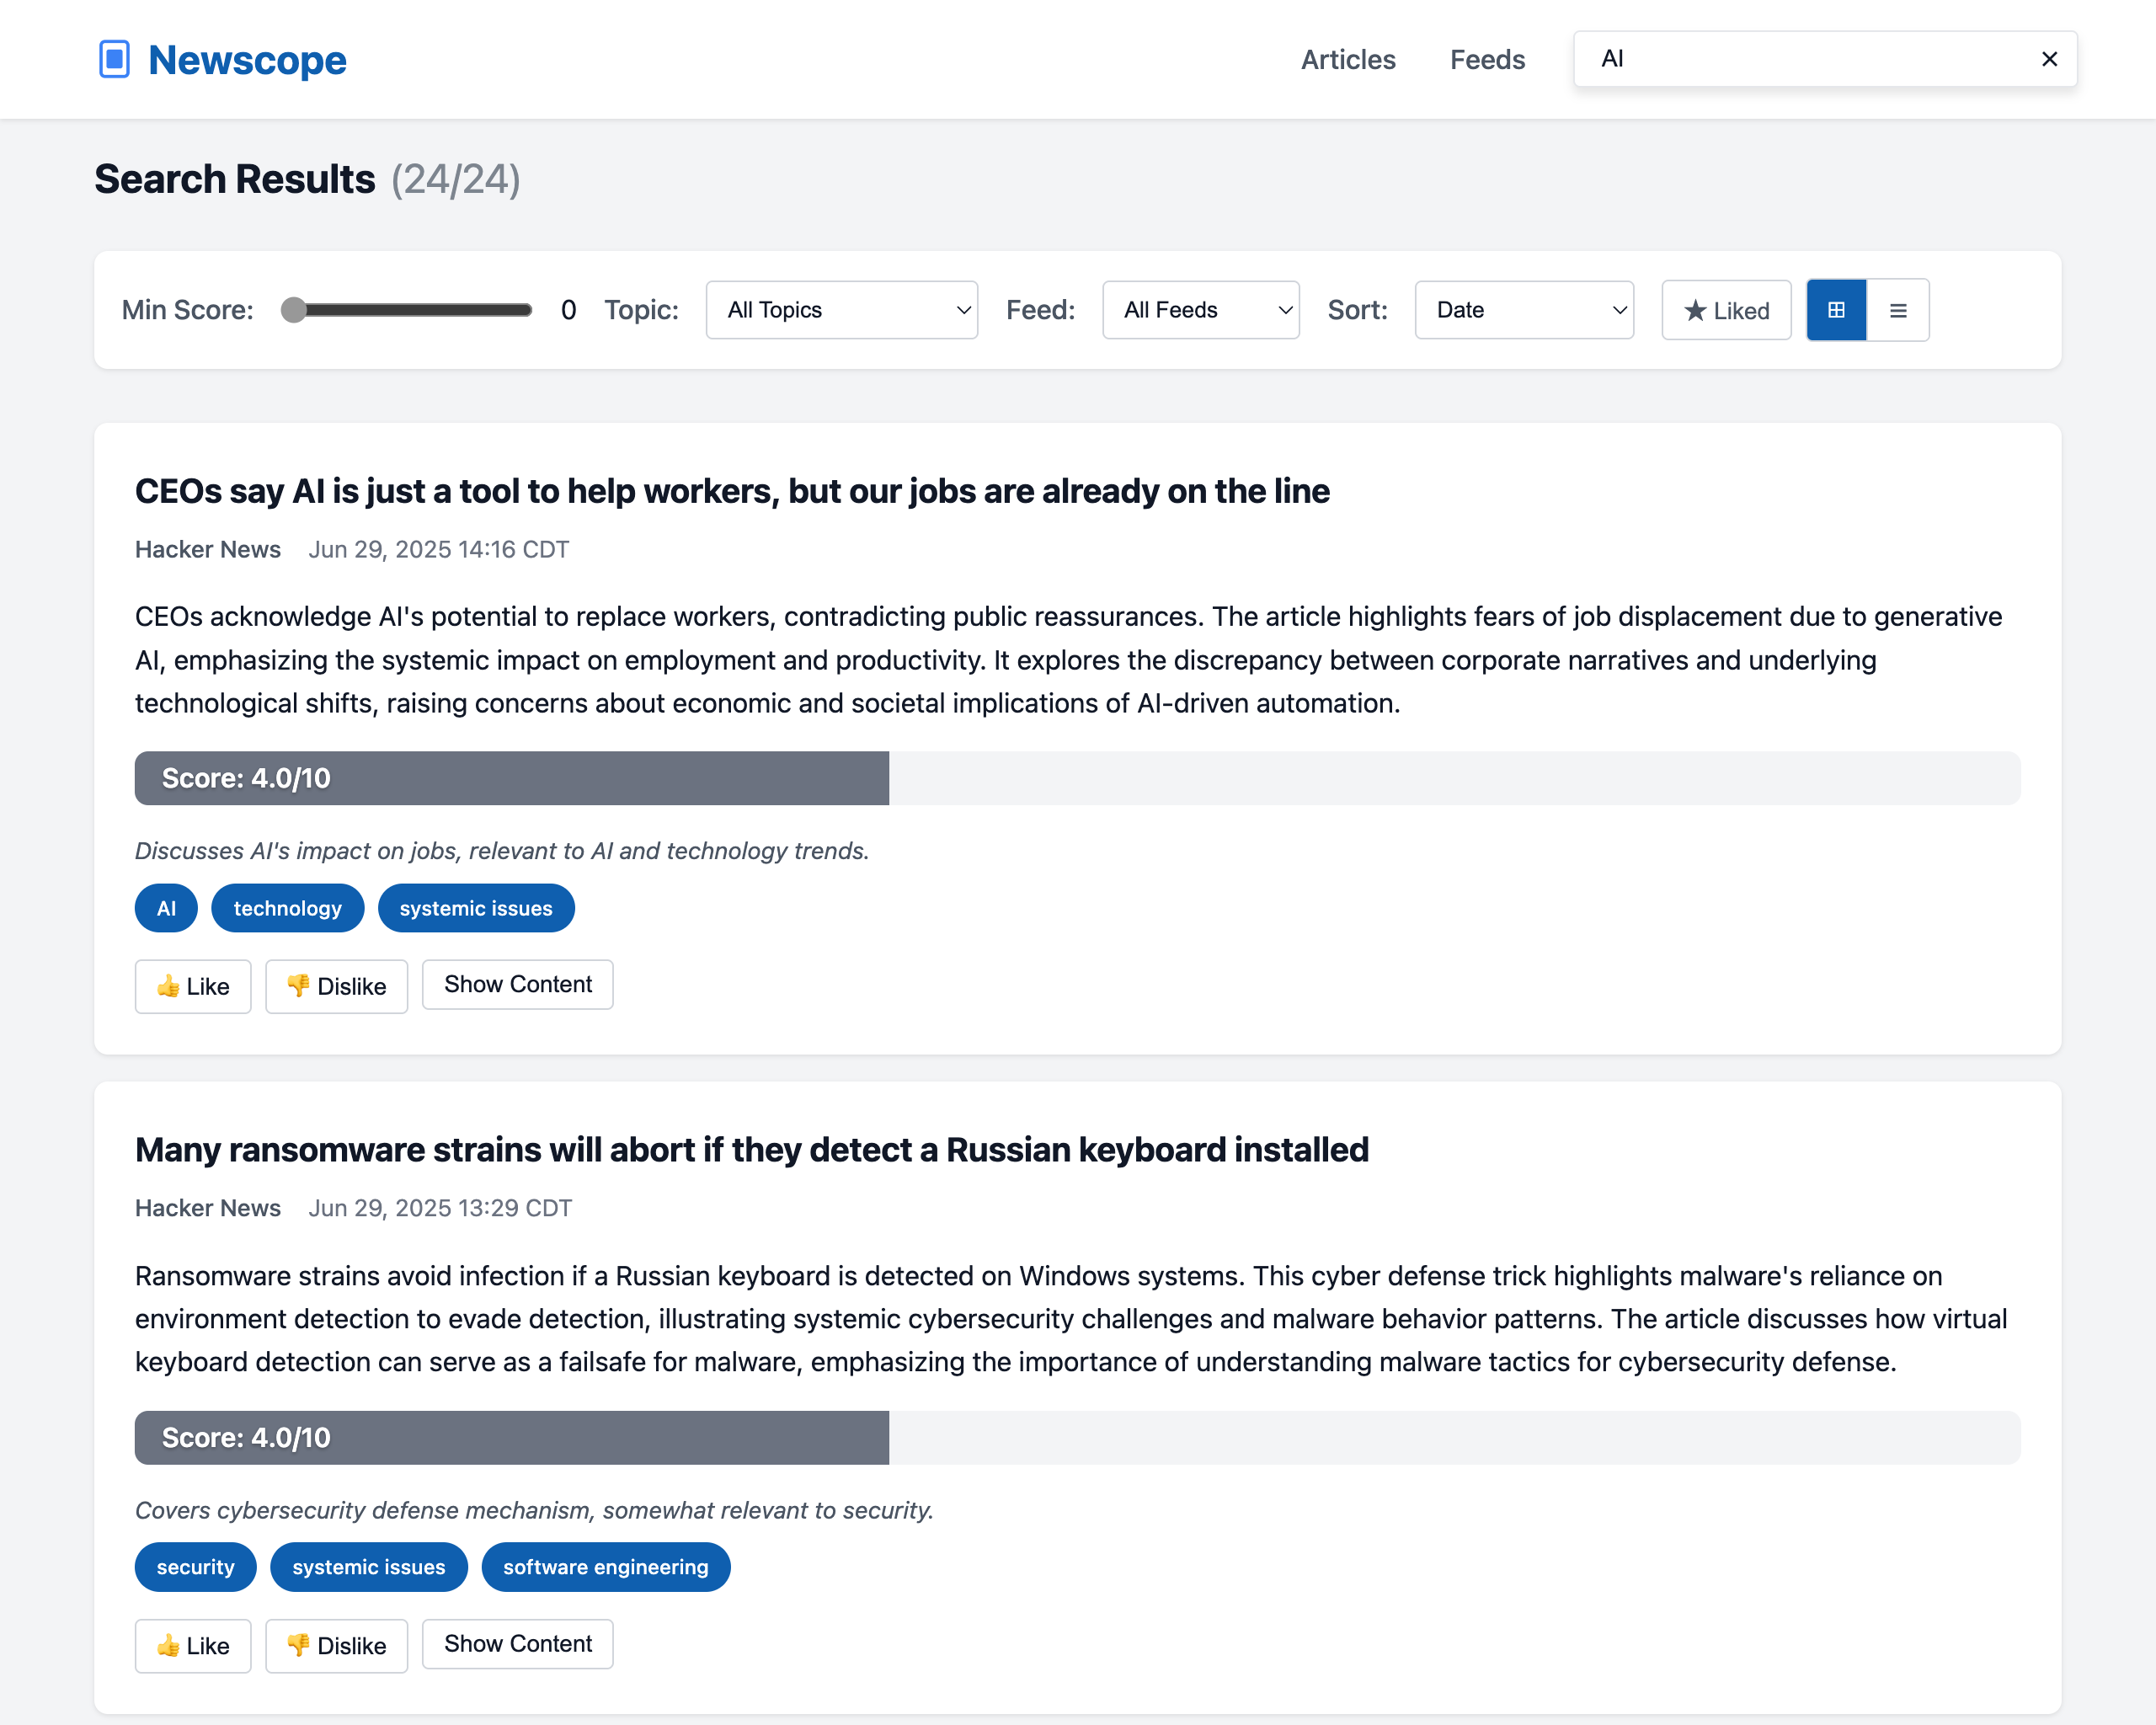 Newscope
Articles
Feeds
AI
Search Results (24/24)
Min Score: 0
Topic: All Topics
Feed: All Feeds
Sort: Date
★ Liked
CEOs say AI is just a tool to help workers, but our jobs are already on the line
Hacker News Jun 29, 2025 14:16 CDT
CEOs acknowledge AI's potential to replace workers, contradicting public reassurances. The article highlights fears of job displacement due to generative
AI, emphasizing the systemic impact on employment and productivity. It explores the discrepancy between corporate narratives and underlying
technological shifts, raising concerns about economic and societal implications of AI-driven automation.
Score: 4.0/10
Discusses AI's impact on jobs, relevant to AI and technology trends.
AI technology systemic issues
👍 Like 👎 Dislike Show Content
Many ransomware strains will abort if they detect a Russian keyboard installed
Hacker News Jun 29, 2025 13:29 CDT
Ransomware strains avoid infection if a Russian keyboard is detected on Windows systems. This cyber defense trick highlights malware's reliance on
environment detection to evade detection, illustrating systemic cybersecurity challenges and malware behavior patterns. The article discusses how virtual
keyboard detection can serve as a failsafe for malware, emphasizing the importance of understanding malware tactics for cybersecurity defense.
Score: 4.0/10
Covers cybersecurity defense mechanism, somewhat relevant to security.
security systemic issues software engineering
👍 Like 👎 Dislike Show Content